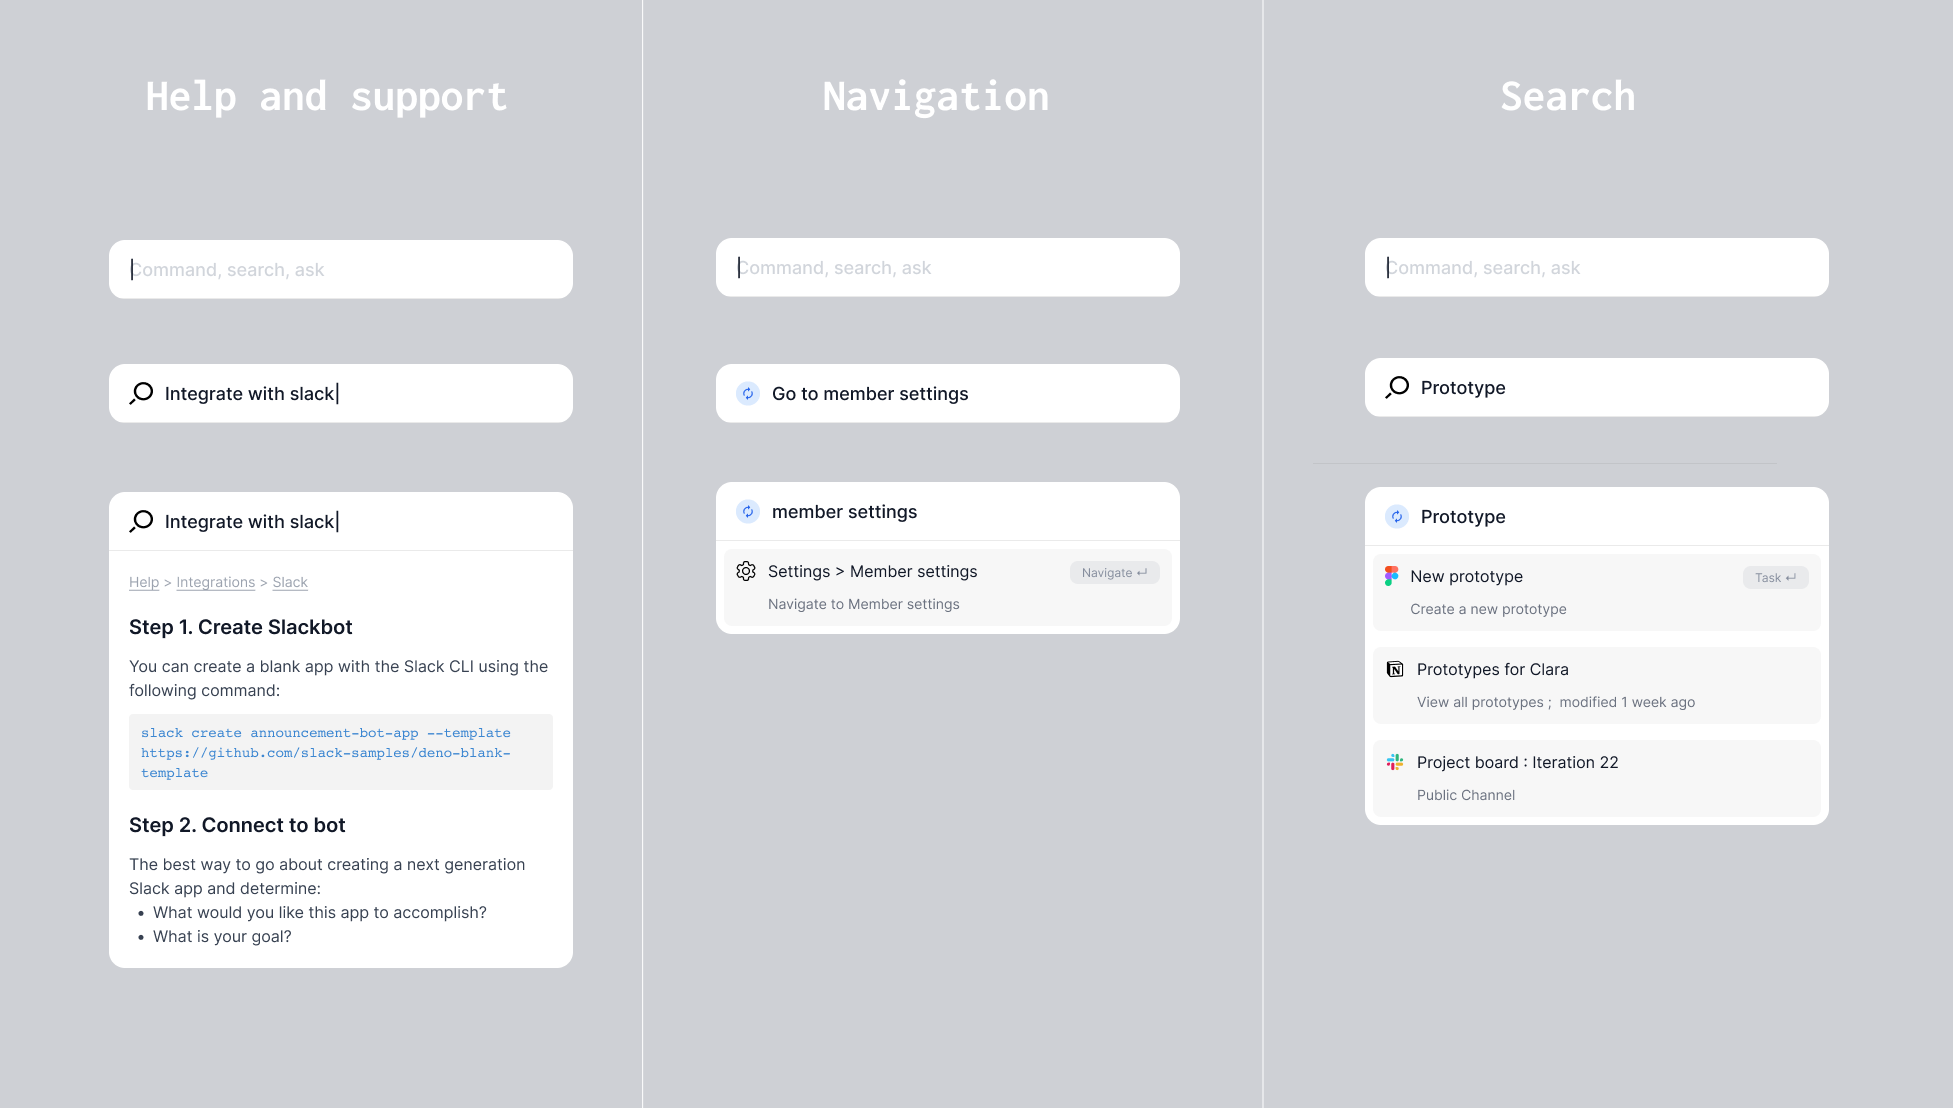 Help and support
Command, search, ask
Integrate with slack
Integrate with slack
Help > Integrations > Slack
Step 1. Create Slackbot
You can create a blank app with the Slack CLI using the
following command:
slack create announcement-bot-app --template
https://github.com/slack-samples/deno-blank-
template
Step 2. Connect to bot
The best way to go about creating a next generation
Slack app and determine:
• What would you like this app to accomplish?
• What is your goal?
Navigation
Command, search, ask
Go to member settings
member settings
Settings > Member settings
Navigate ↵
Navigate to Member settings
Search
Command, search, ask
Prototype
Prototype
New prototype
Task ↵
Create a new prototype
Prototypes for Clara
View all prototypes ; modified 1 week ago
Project board : Iteration 22
Public Channel